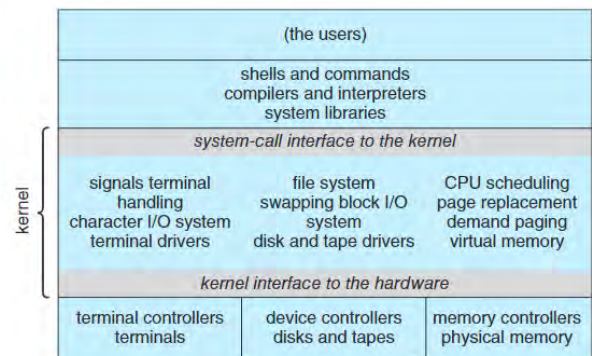 (the users)
shells and commands
compilers and interpreters
system libraries
system-call interface to the kernel
kernel
signals terminal
handling
character I/O system
terminal drivers
file system
swapping block I/O
system
disk and tape drivers
CPU scheduling
page replacement
demand paging
virtual memory
kernel interface to the hardware
terminal controllers
terminals
device controllers
disks and tapes
memory controllers
physical memory